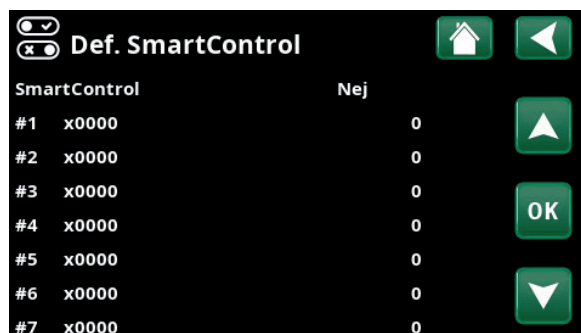 Def. SmartControl
SmartControl Nej
#1 x0000 0
#2 x0000 0
#3 x0000 0
OK
#4 x0000 0
#5 x0000 0
#6 x0000 0
#7 x0000 0